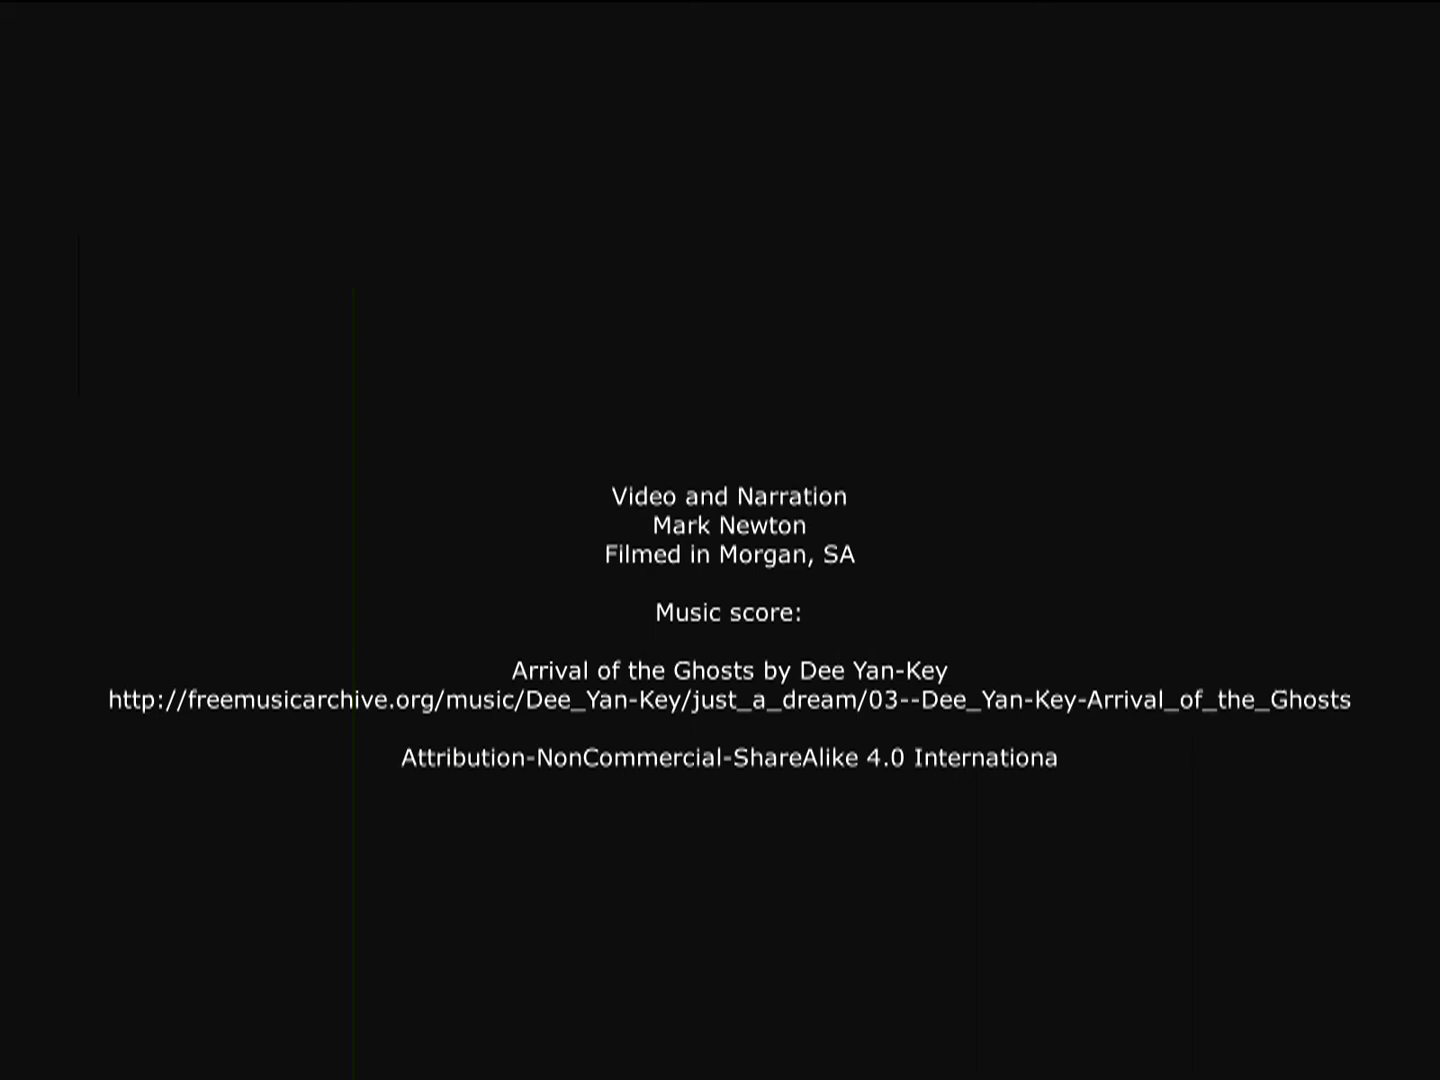 Video and Narration
Mark Newton
Filmed in Morgan, SA
Music score:
Arrival of the Ghosts by Dee Yan-Key
http://freemusicarchive.org/music/Dee_Yan-Key/just_a_dream/03--Dee_Yan-Key-Arrival_of_the_Ghosts
Attribution-NonCommercial-ShareAlike 4.0 Internationa